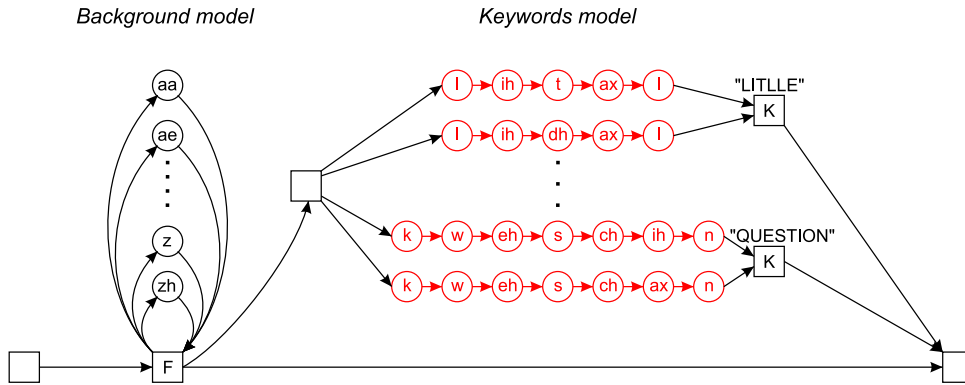 Background model
Keywords model
aa
l ih t ax l
"LITLLE"
K
ae
l ih dh ax l
z
k w eh s ch ih n
"QUESTION"
K
zh
k w eh s ch ax n
F